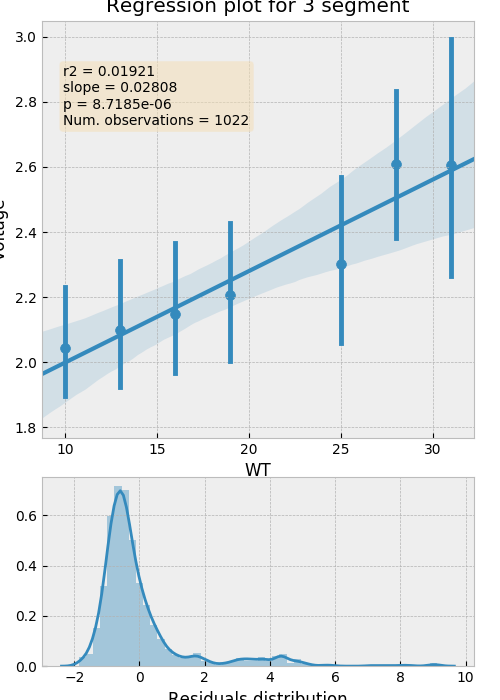 Regression plot for 3 segment
3.0
2.8
2.6
2.4
2.2
2.0
1.8
r2 = 0.01921
slope = 0.02808
p = 8.7185e-06
Num. observations = 1022
Voltage
10 15 20 25 30
WT
0.6
0.4
0.2
0.0
−2 0 2 4 6 8 10
Residuals distribution